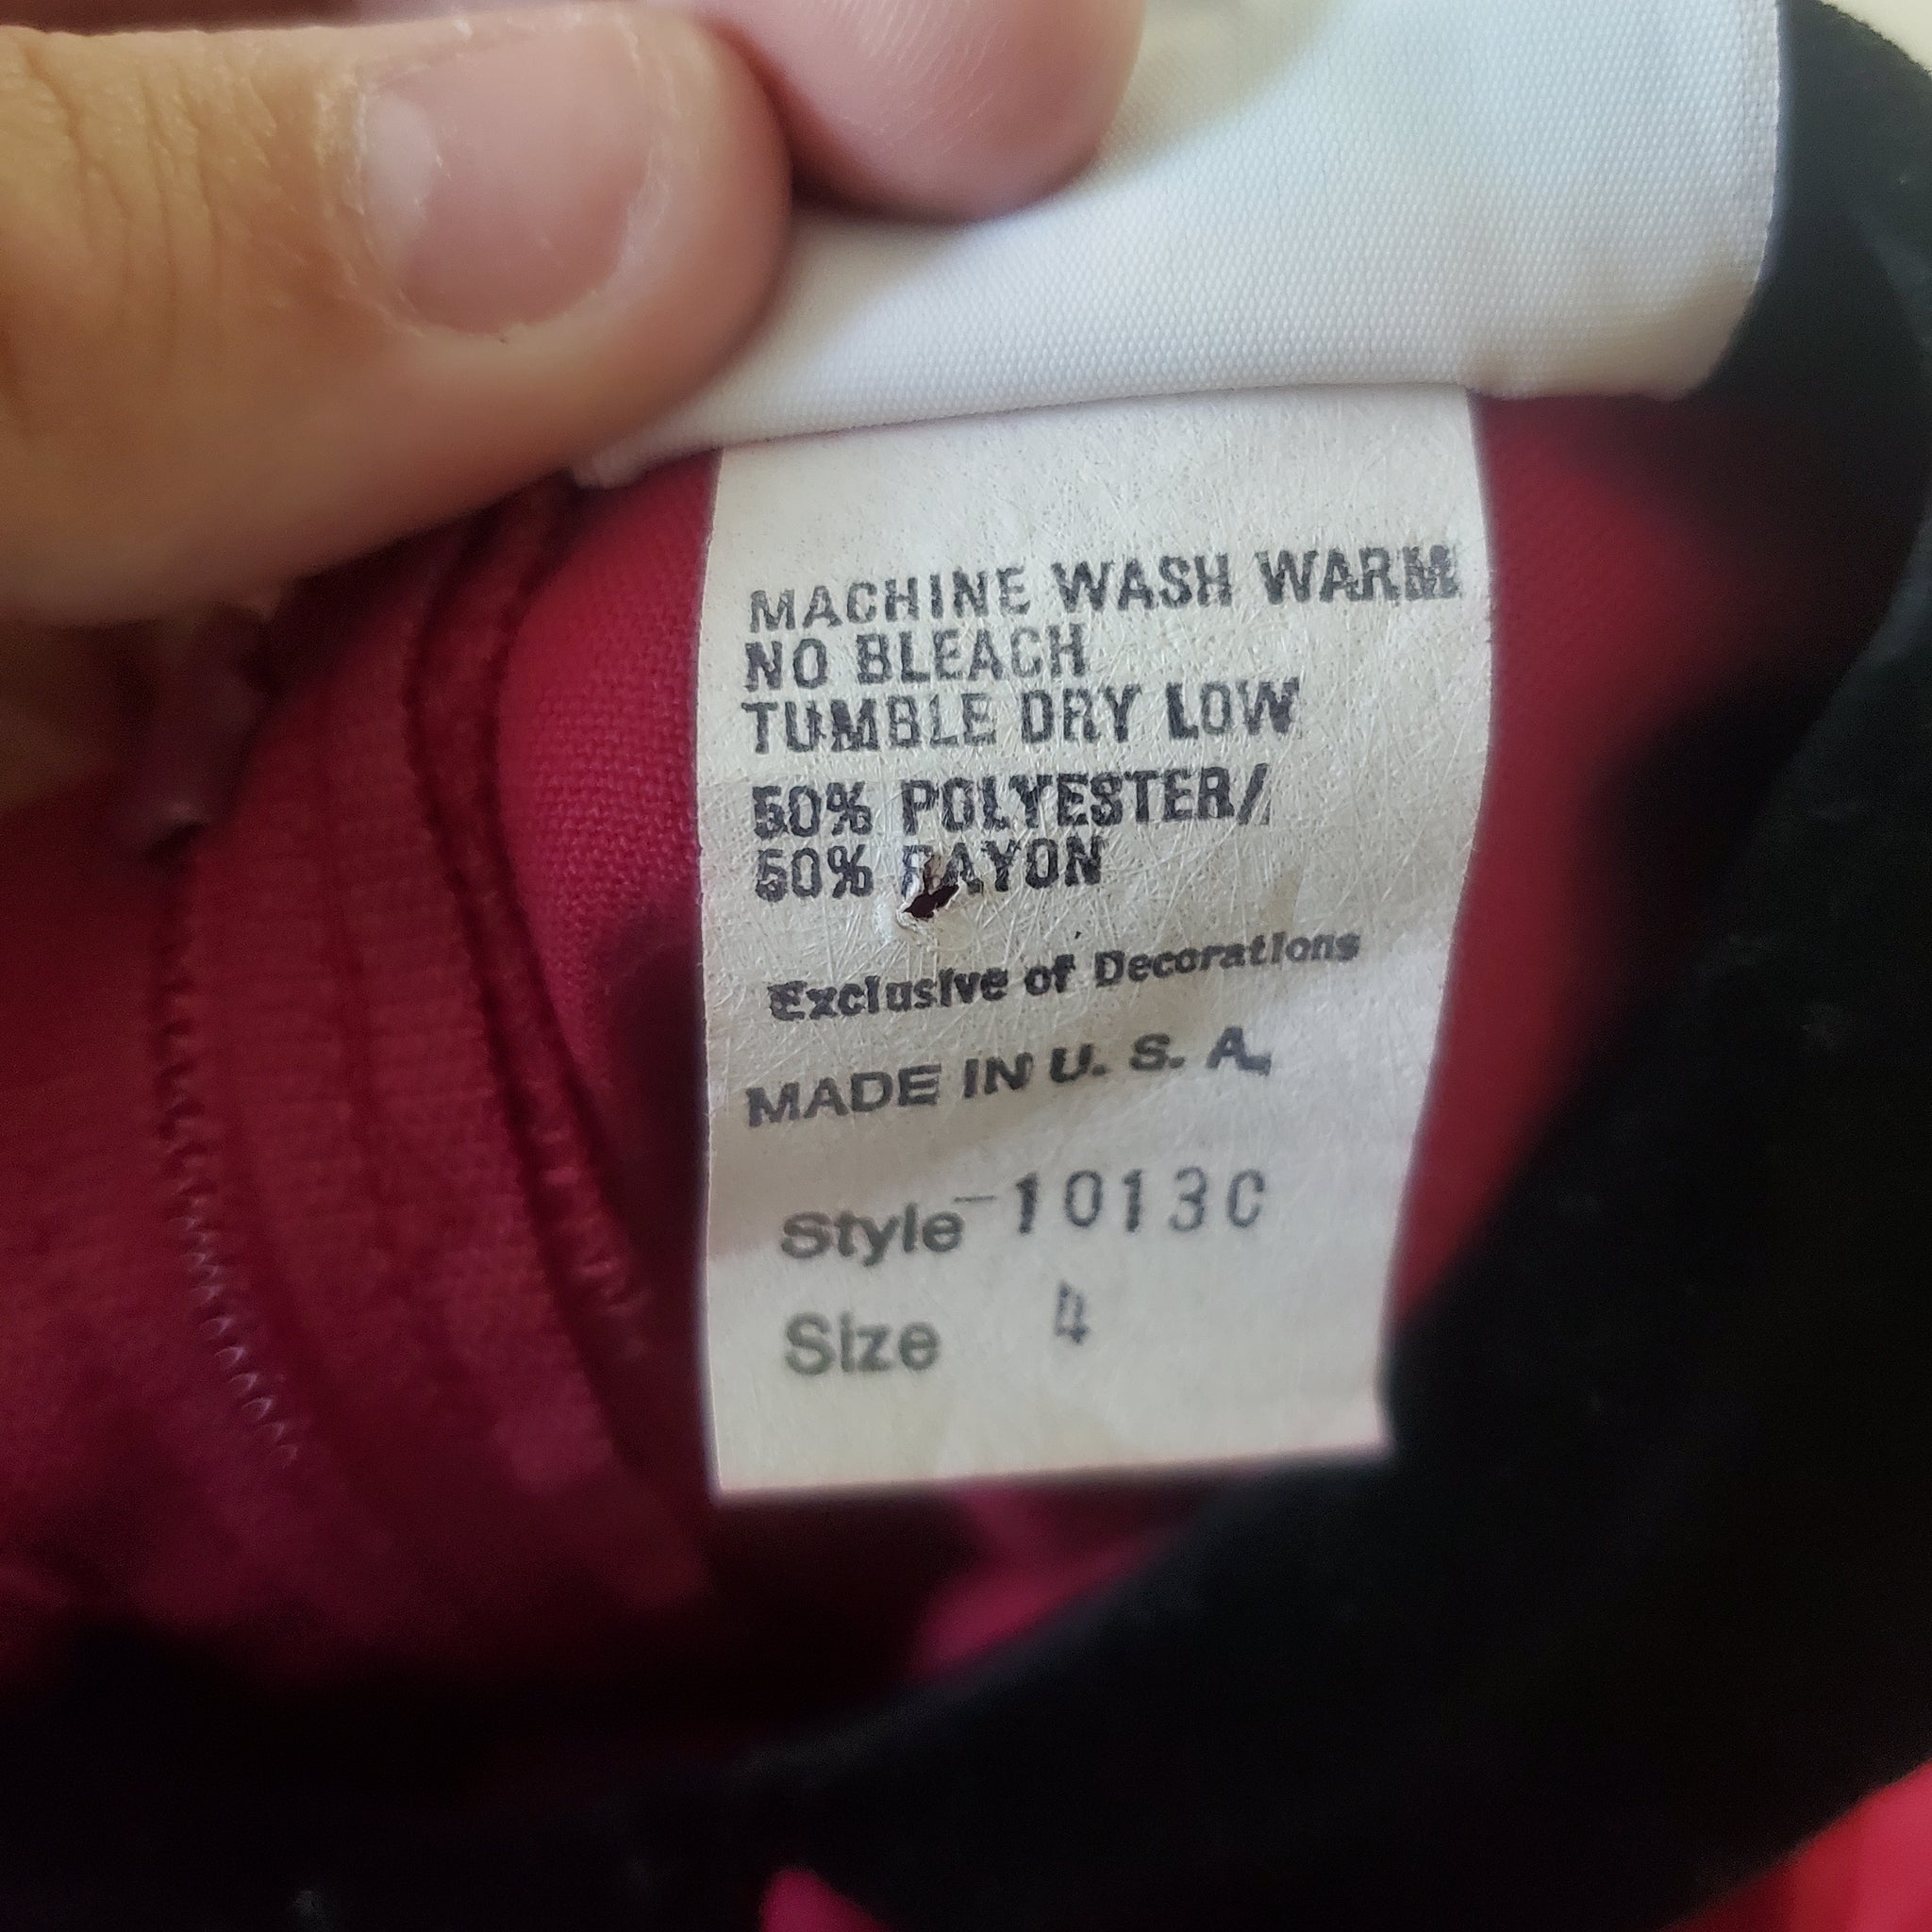 MACHINE WASH WARM
NO BLEACH
TUMBLE DRY LOW
50% POLYESTER/
50% RAYON
Exclusive of Decorations
MADE IN U. S. A.
Style -1013C
Size 4